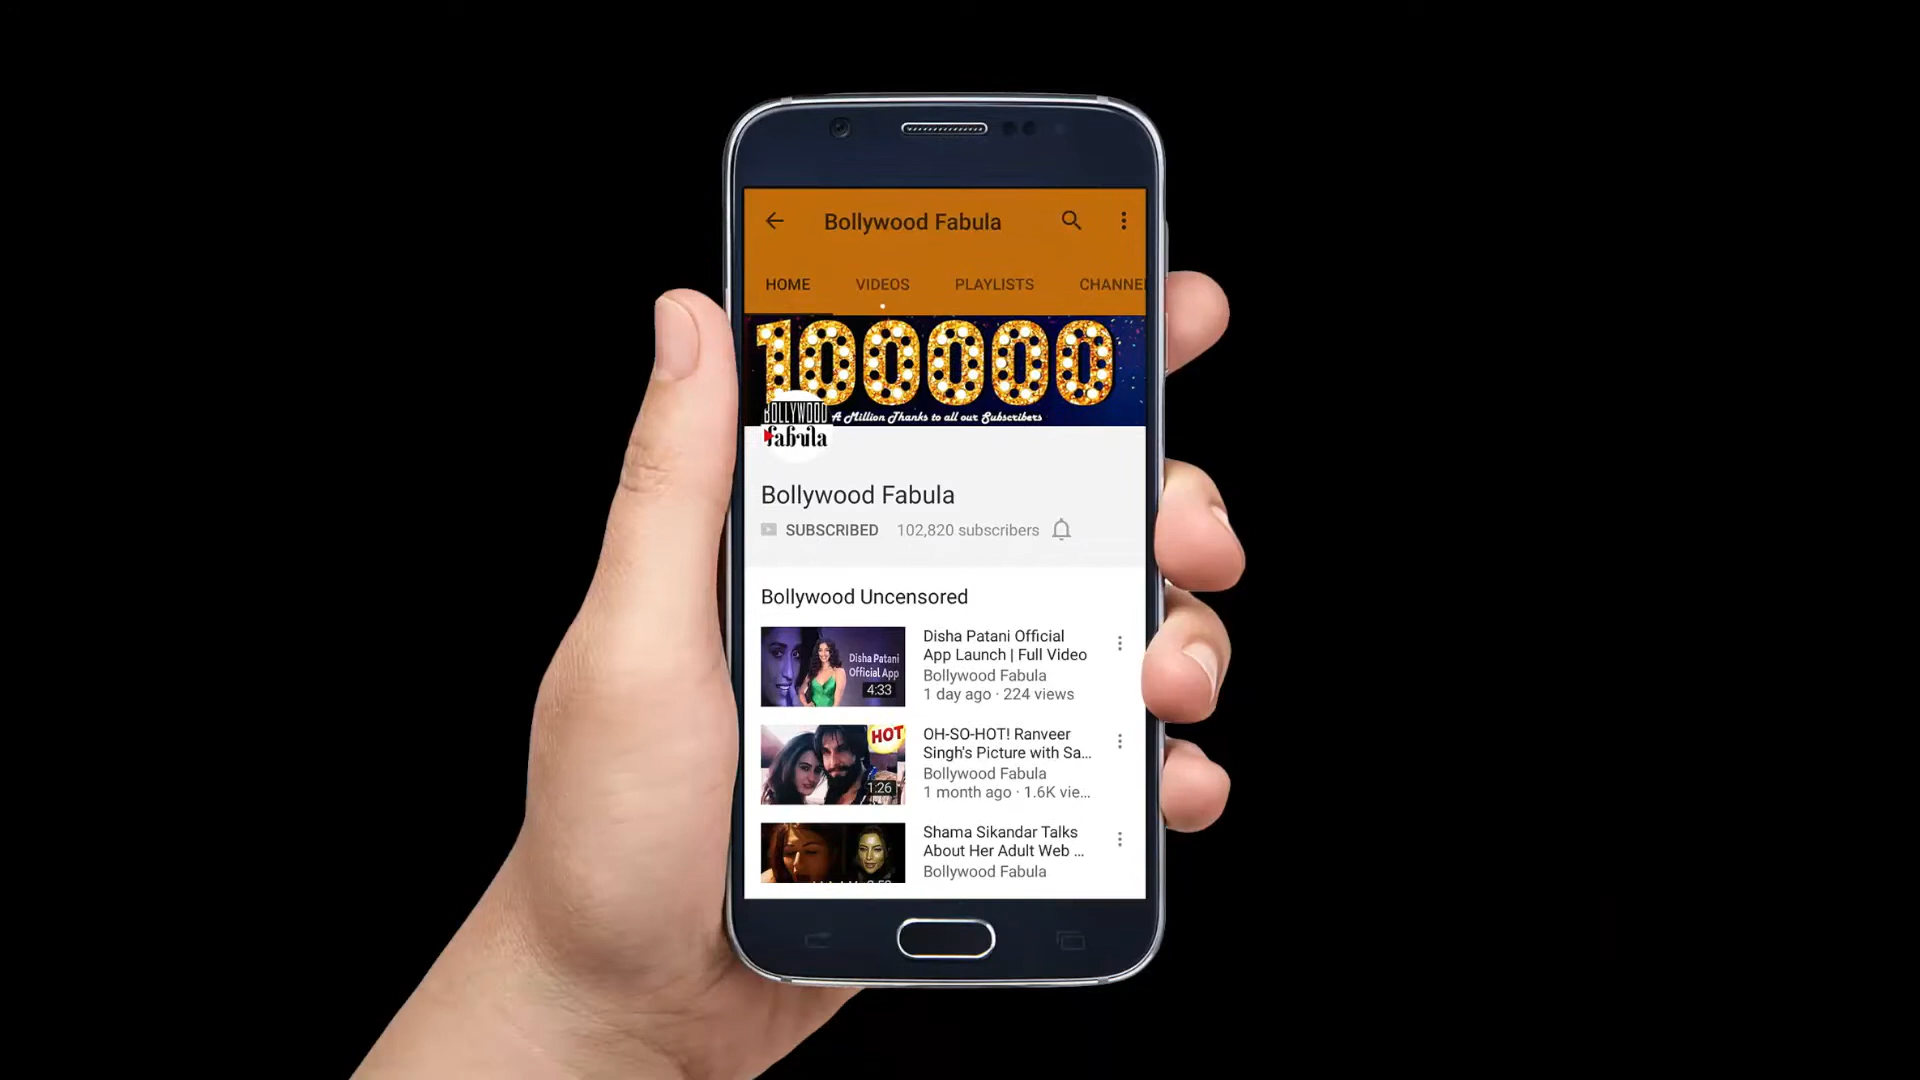 Bollywood Fabula
HOME VIDEOS PLAYLISTS CHANNE
100000
A Million Thanks to all our Subscribers
BOLLYWOOD
fabula
Bollywood Fabula
SUBSCRIBED 102,820 subscribers
Bollywood Uncensored
Disha Patani
Official App
4:33
Disha Patani Official
App Launch | Full Video
Bollywood Fabula
1 day ago · 224 views
HOT
1:26
OH-SO-HOT! Ranveer
Singh's Picture with Sa...
Bollywood Fabula
1 month ago · 1.6K vie...
Shama Sikandar Talks
About Her Adult Web ...
Bollywood Fabula